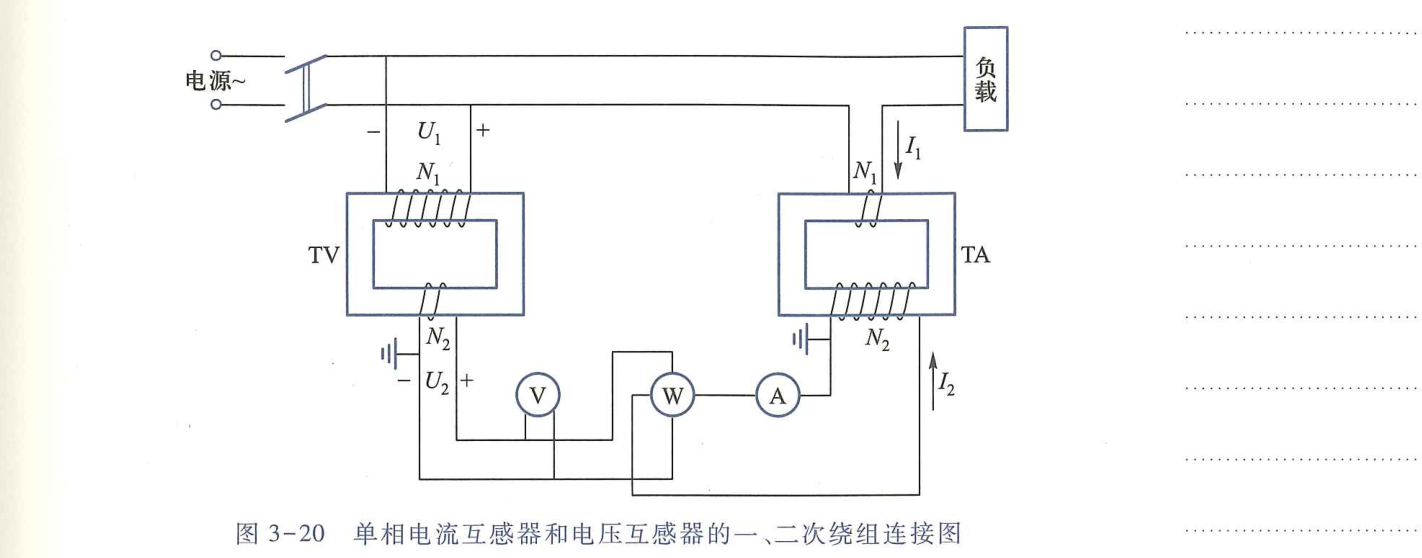 负载
电源~
− U₁ +
I₁
N₁
N₁
TV
TA
N₂
N₂
− U₂ +
V
W
A
I₂
图 3-20 单相电流互感器和电压互感器的一、二次绕组连接图